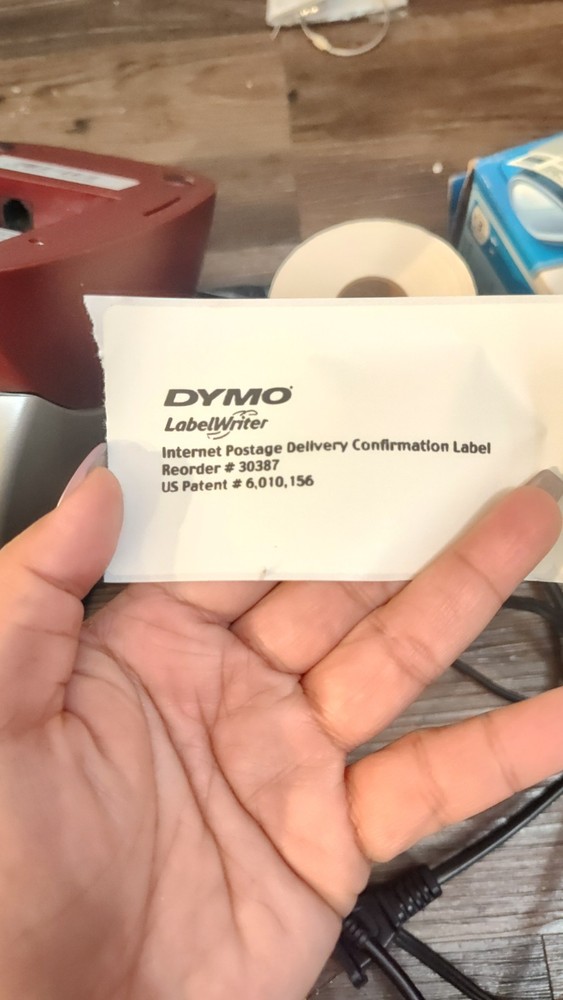 DYMO
LabelWriter
Internet Postage Delivery Confirmation Label
Reorder # 30387
US Patent # 6,010,156